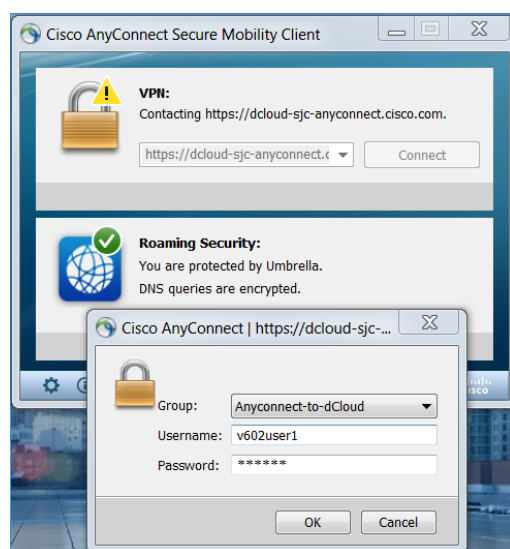 Cisco AnyConnect Secure Mobility Client
VPN:
Contacting https://dcloud-sjc-anyconnect.cisco.com.
https://dcloud-sjc-anyconnect.c
Connect
Roaming Security:
You are protected by Umbrella.
DNS queries are encrypted.
Cisco AnyConnect | https://dcloud-sjc-...
Group: Anyconnect-to-dCloud
Username: v602user1
Password: ******
OK Cancel